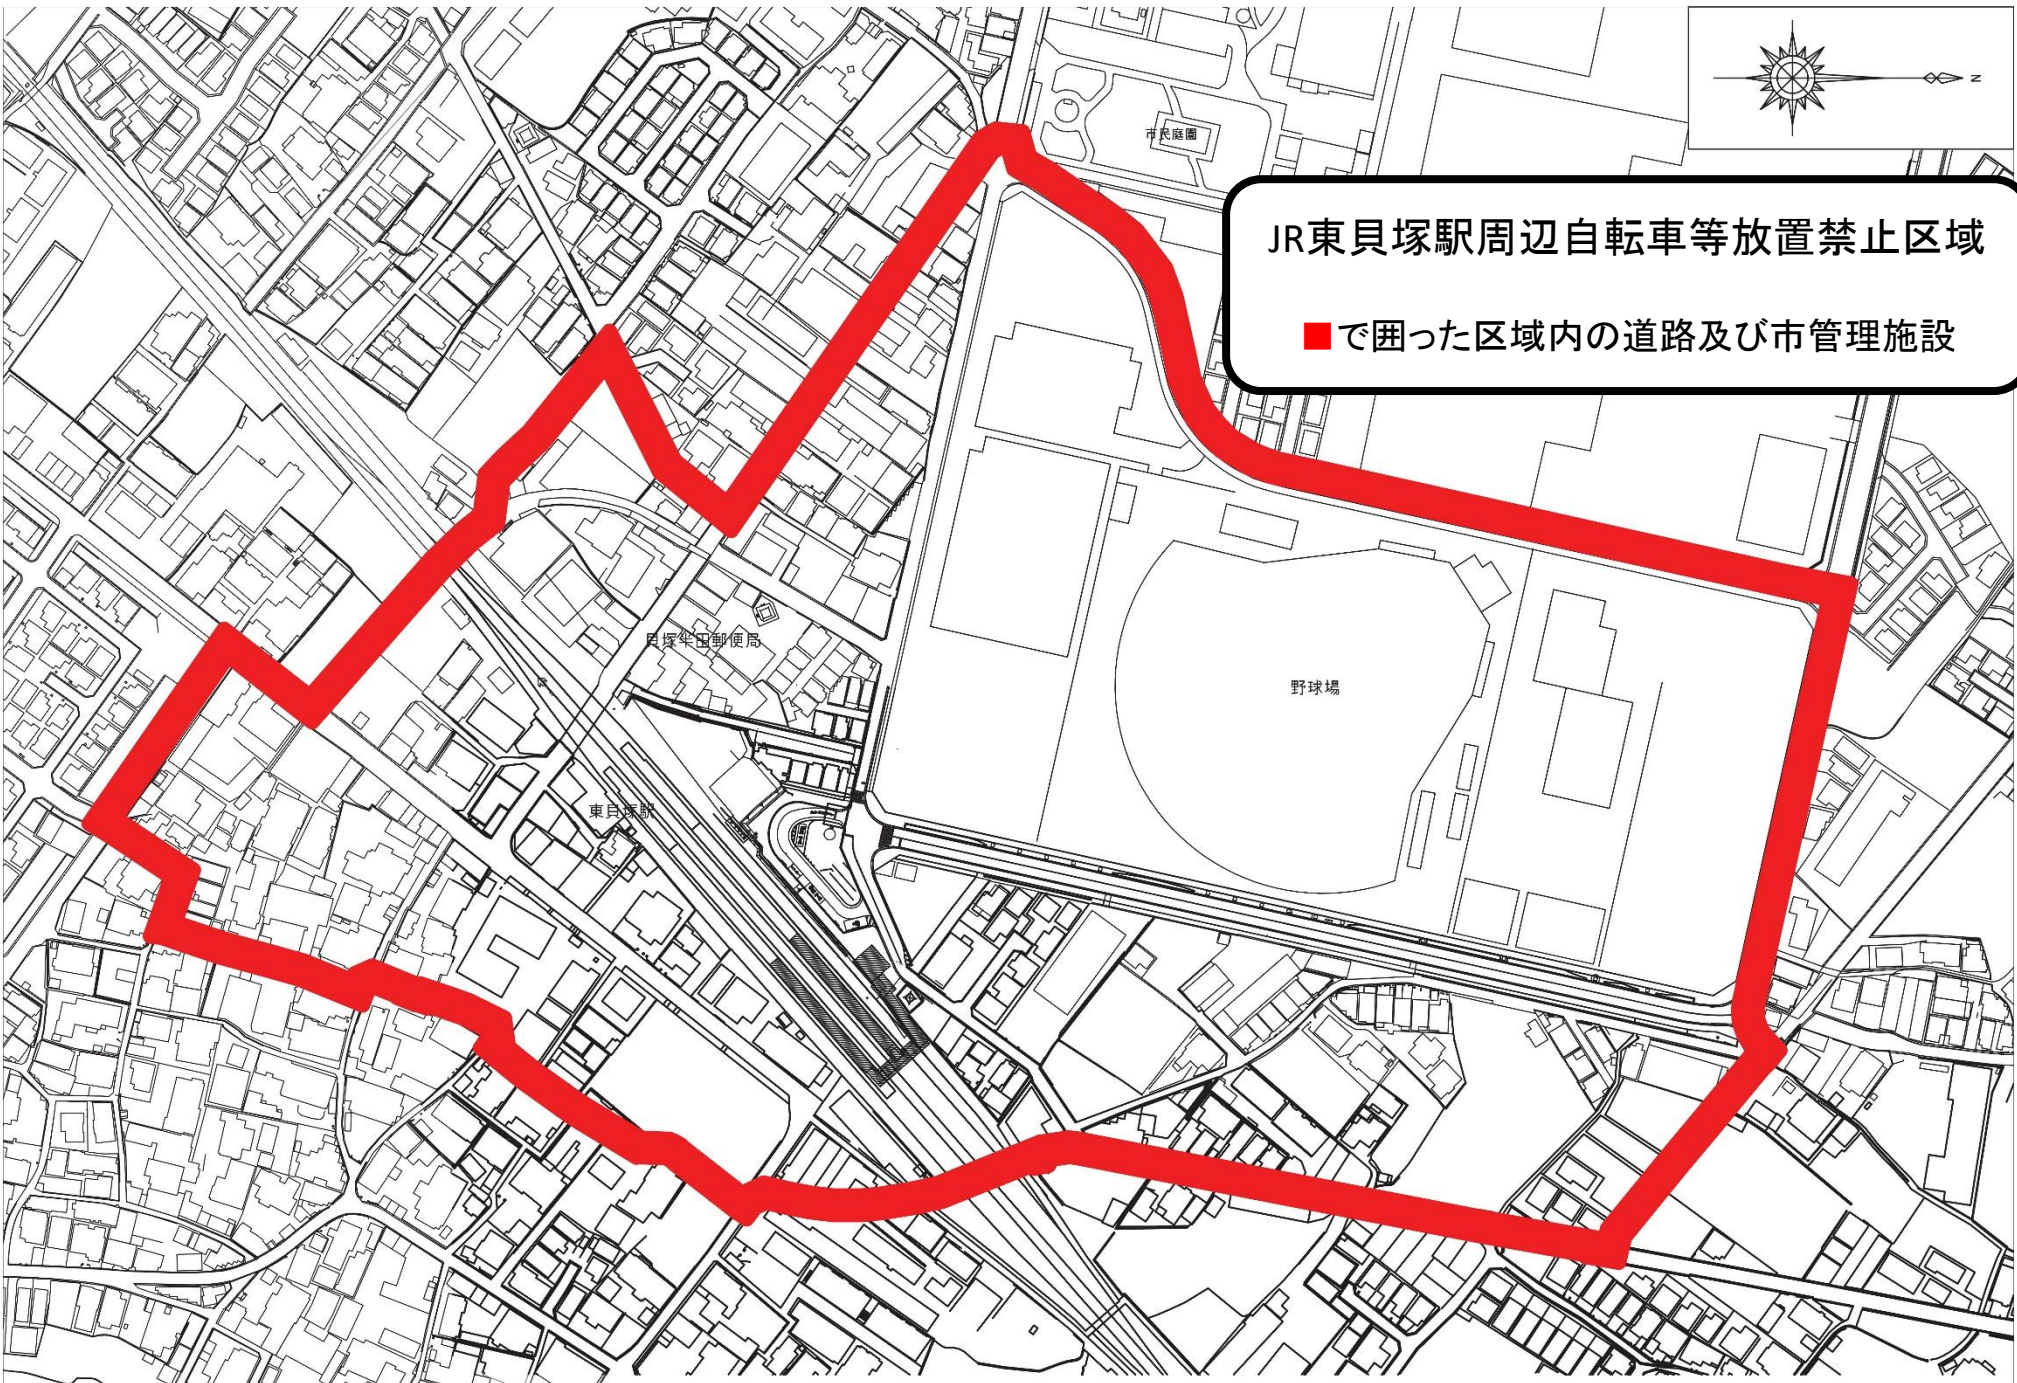 N
市民庭園
JR東貝塚駅周辺自転車等放置禁止区域
■で囲った区域内の道路及び市管理施設
貝塚半田郵便局
野球場
東貝塚駅